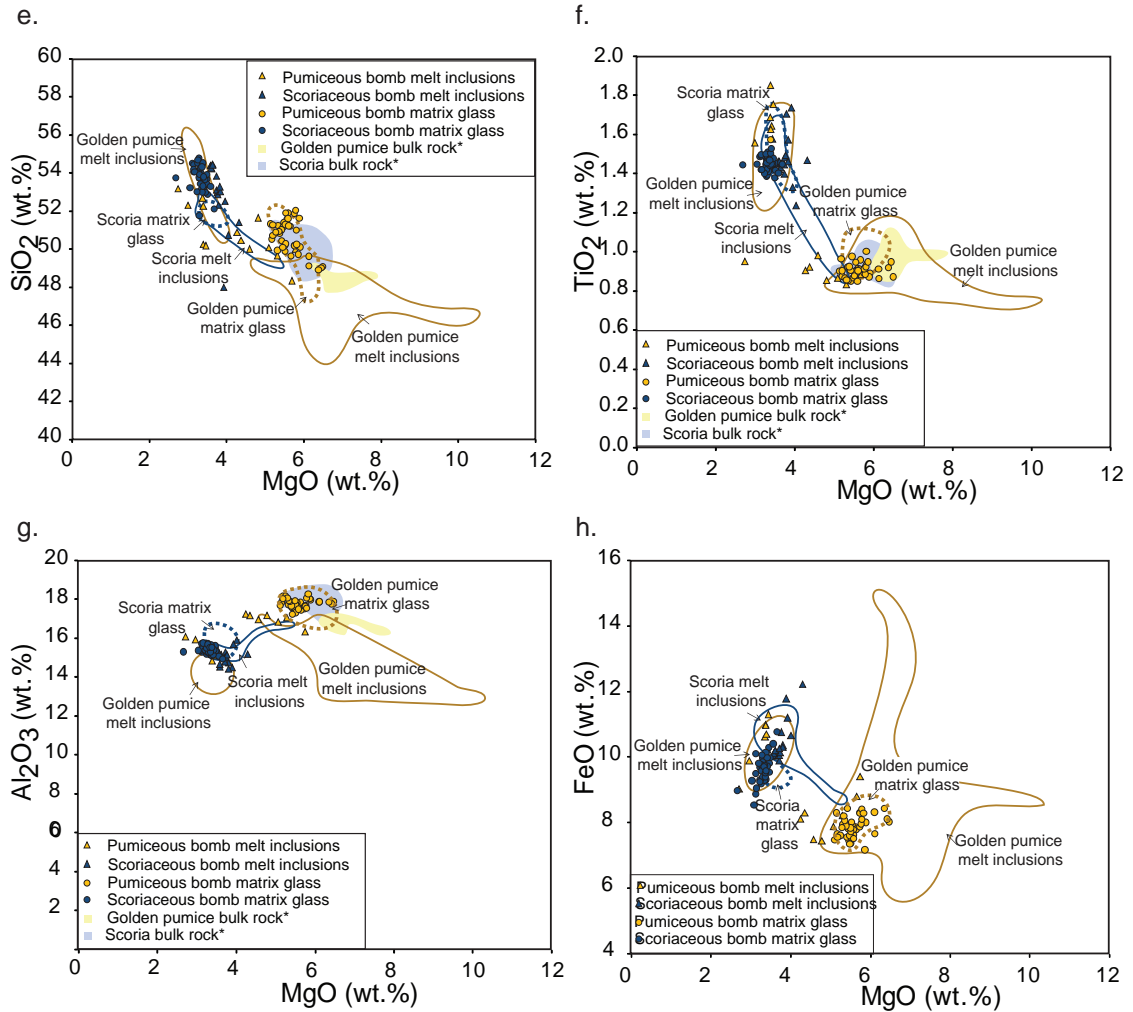 e.
SiO2 (wt.%)
60
58
56
54
52
50
48
46
44
42
40
Pumiceous bomb melt inclusions
Scoriaceous bomb melt inclusions
Pumiceous bomb matrix glass
Scoriaceous bomb matrix glass
Golden pumice bulk rock*
Scoria bulk rock*
Golden pumice
melt inclusions
Scoria matrix
glass
Scoria melt
inclusions
Golden pumice
matrix glass
Golden pumice
melt inclusions
0 2 4 6 8 10 12
MgO (wt.%)
f.
TiO2 (wt.%)
2.0
1.8
1.6
1.4
1.2
1.0
0.8
0.6
0.4
0.2
0.0
Scoria matrix
glass
Golden pumice
melt inclusions
Golden pumice
matrix glass
Scoria melt
inclusions
Golden pumice
melt inclusions
Pumiceous bomb melt inclusions
Scoriaceous bomb melt inclusions
Pumiceous bomb matrix glass
Scoriaceous bomb matrix glass
Golden pumice bulk rock*
Scoria bulk rock*
0 2 4 6 8 10 12
MgO (wt.%)
g.
Al2O3 (wt.%)
20
18
16
14
12
10
8
6
4
2
0
Golden pumice
matrix glass
Scoria matrix
glass
Scoria melt
inclusions
Golden pumice
melt inclusions
Golden pumice
melt inclusions
Pumiceous bomb melt inclusions
Scoriaceous bomb melt inclusions
Pumiceous bomb matrix glass
Scoriaceous bomb matrix glass
Golden pumice bulk rock*
Scoria bulk rock*
0 2 4 6 8 10 12
MgO (wt.%)
h.
FeO (wt.%)
16
14
12
10
8
6
4
Scoria melt
inclusions
Golden pumice
melt inclusions
Golden pumice
matrix glass
Scoria
matrix
glass
Golden pumice
melt inclusions
Pumiceous bomb melt inclusions
Scoriaceous bomb melt inclusions
Pumiceous bomb matrix glass
Scoriaceous bomb matrix glass
0 2 4 6 8 10 12
MgO (wt.%)